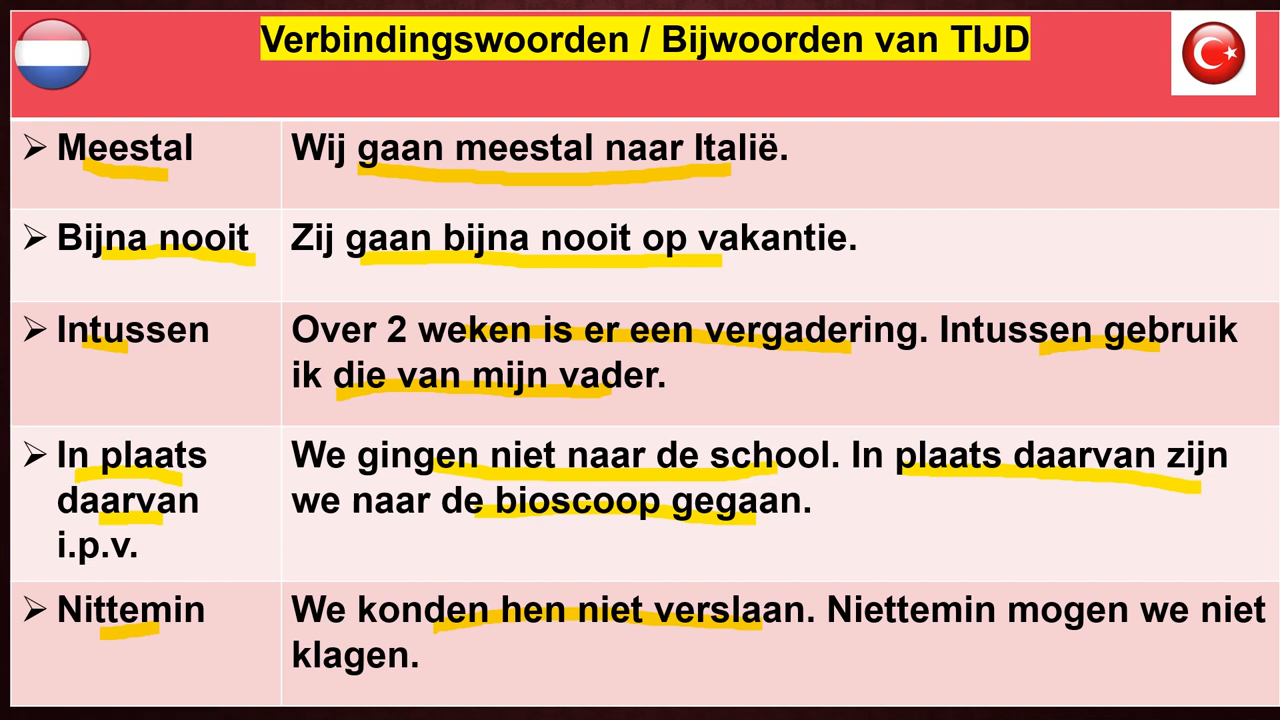 Verbindingswoorden / Bijwoorden van TIJD
➢ Meestal
Wij gaan meestal naar Italië.
➢ Bijna nooit
Zij gaan bijna nooit op vakantie.
➢ Intussen
Over 2 weken is er een vergadering. Intussen gebruik
ik die van mijn vader.
➢ In plaats
daarvan
i.p.v.
We gingen niet naar de school. In plaats daarvan zijn
we naar de bioscoop gegaan.
➢ Nittemin
We konden hen niet verslaan. Niettemin mogen we niet
klagen.